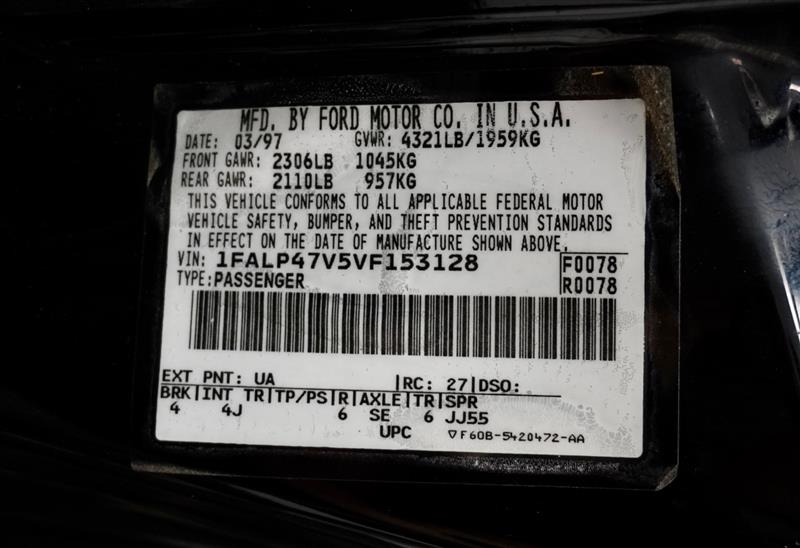 MFD. BY FORD MOTOR CO. IN U.S.A.
DATE: 03/97 GVWR: 4321LB/1959KG
FRONT GAWR: 2306LB 1045KG
REAR GAWR: 2110LB 957KG
THIS VEHICLE CONFORMS TO ALL APPLICABLE FEDERAL MOTOR
VEHICLE SAFETY, BUMPER, AND THEFT PREVENTION STANDARDS
IN EFFECT ON THE DATE OF MANUFACTURE SHOWN ABOVE.
VIN: 1FALP47V5VF153128 F0078
TYPE: PASSENGER R0078
EXT PNT: UA |RC: 27|DSO:
BRK|INT TR|TP/PS|R|AXLE|TR|SPR
4 4J 6 SE 6 JJ55
UPC ▽F60B-5420472-AA